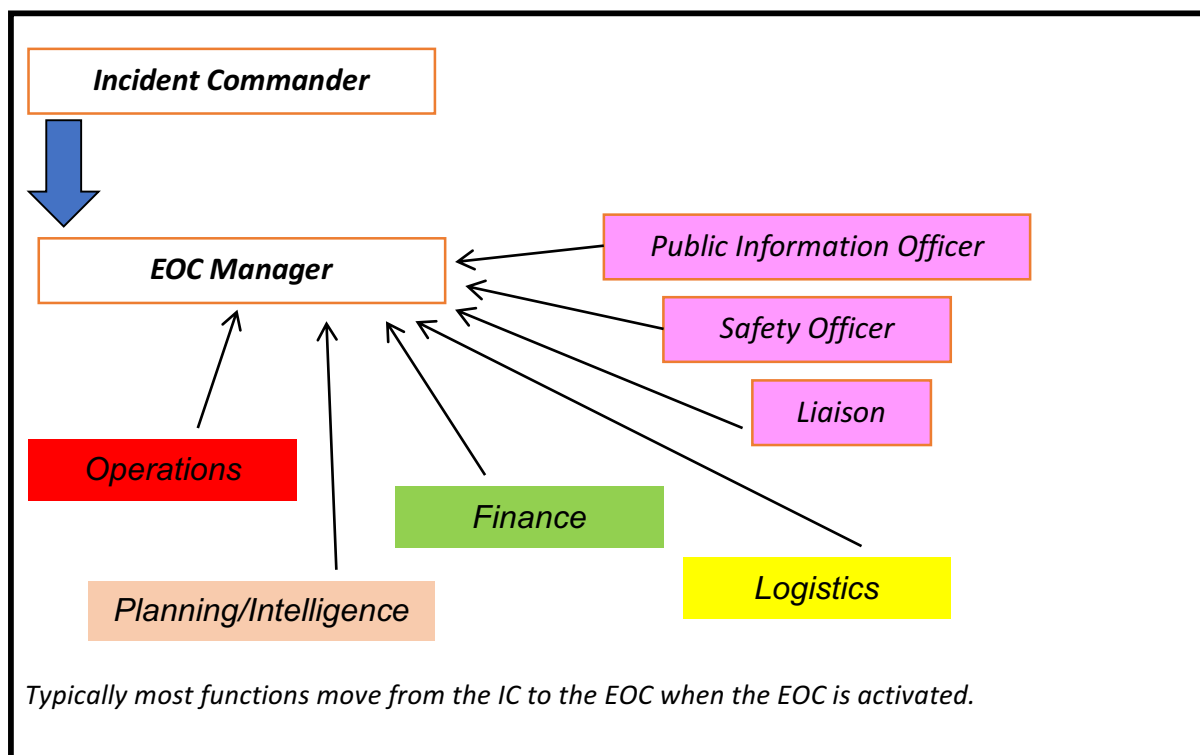 Incident Commander
EOC Manager
Public Information Officer
Safety Officer
Liaison
Operations
Finance
Logistics
Planning/Intelligence
Typically most functions move from the IC to the EOC when the EOC is activated.